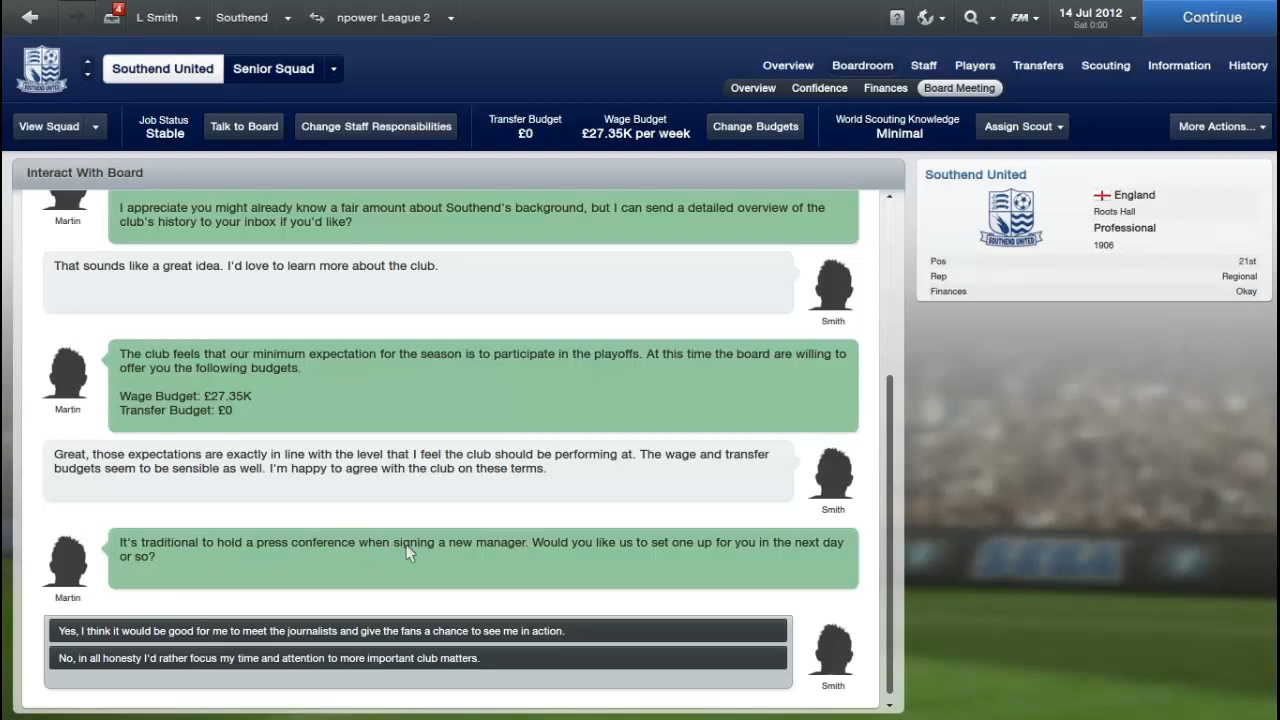 4
L Smith
Southend
npower League 2
?
FM
14 Jul 2012
Sat 0:00
Continue
Southend United
Senior Squad
Overview
Boardroom
Staff
Players
Transfers
Scouting
Information
History
Overview
Confidence
Finances
Board Meeting
View Squad
Job Status
Stable
Talk to Board
Change Staff Responsibilities
Transfer Budget
£0
Wage Budget
£27.35K per week
Change Budgets
World Scouting Knowledge
Minimal
Assign Scout
More Actions...
Interact With Board
Martin
I appreciate you might already know a fair amount about Southend's background, but I can send a detailed overview of the
club's history to your inbox if you'd like?
That sounds like a great idea. I'd love to learn more about the club.
Smith
The club feels that our minimum expectation for the season is to participate in the playoffs. At this time the board are willing to
offer you the following budgets.
Wage Budget: £27.35K
Transfer Budget: £0
Martin
Great, those expectations are exactly in line with the level that I feel the club should be performing at. The wage and transfer
budgets seem to be sensible as well. I'm happy to agree with the club on these terms.
Smith
It's traditional to hold a press conference when signing a new manager. Would you like us to set one up for you in the next day
or so?
Martin
Yes, I think it would be good for me to meet the journalists and give the fans a chance to see me in action.
No, in all honesty I'd rather focus my time and attention to more important club matters.
Smith
Southend United
England
Roots Hall
Professional
1906
Pos 21st
Rep Regional
Finances Okay
SEGA